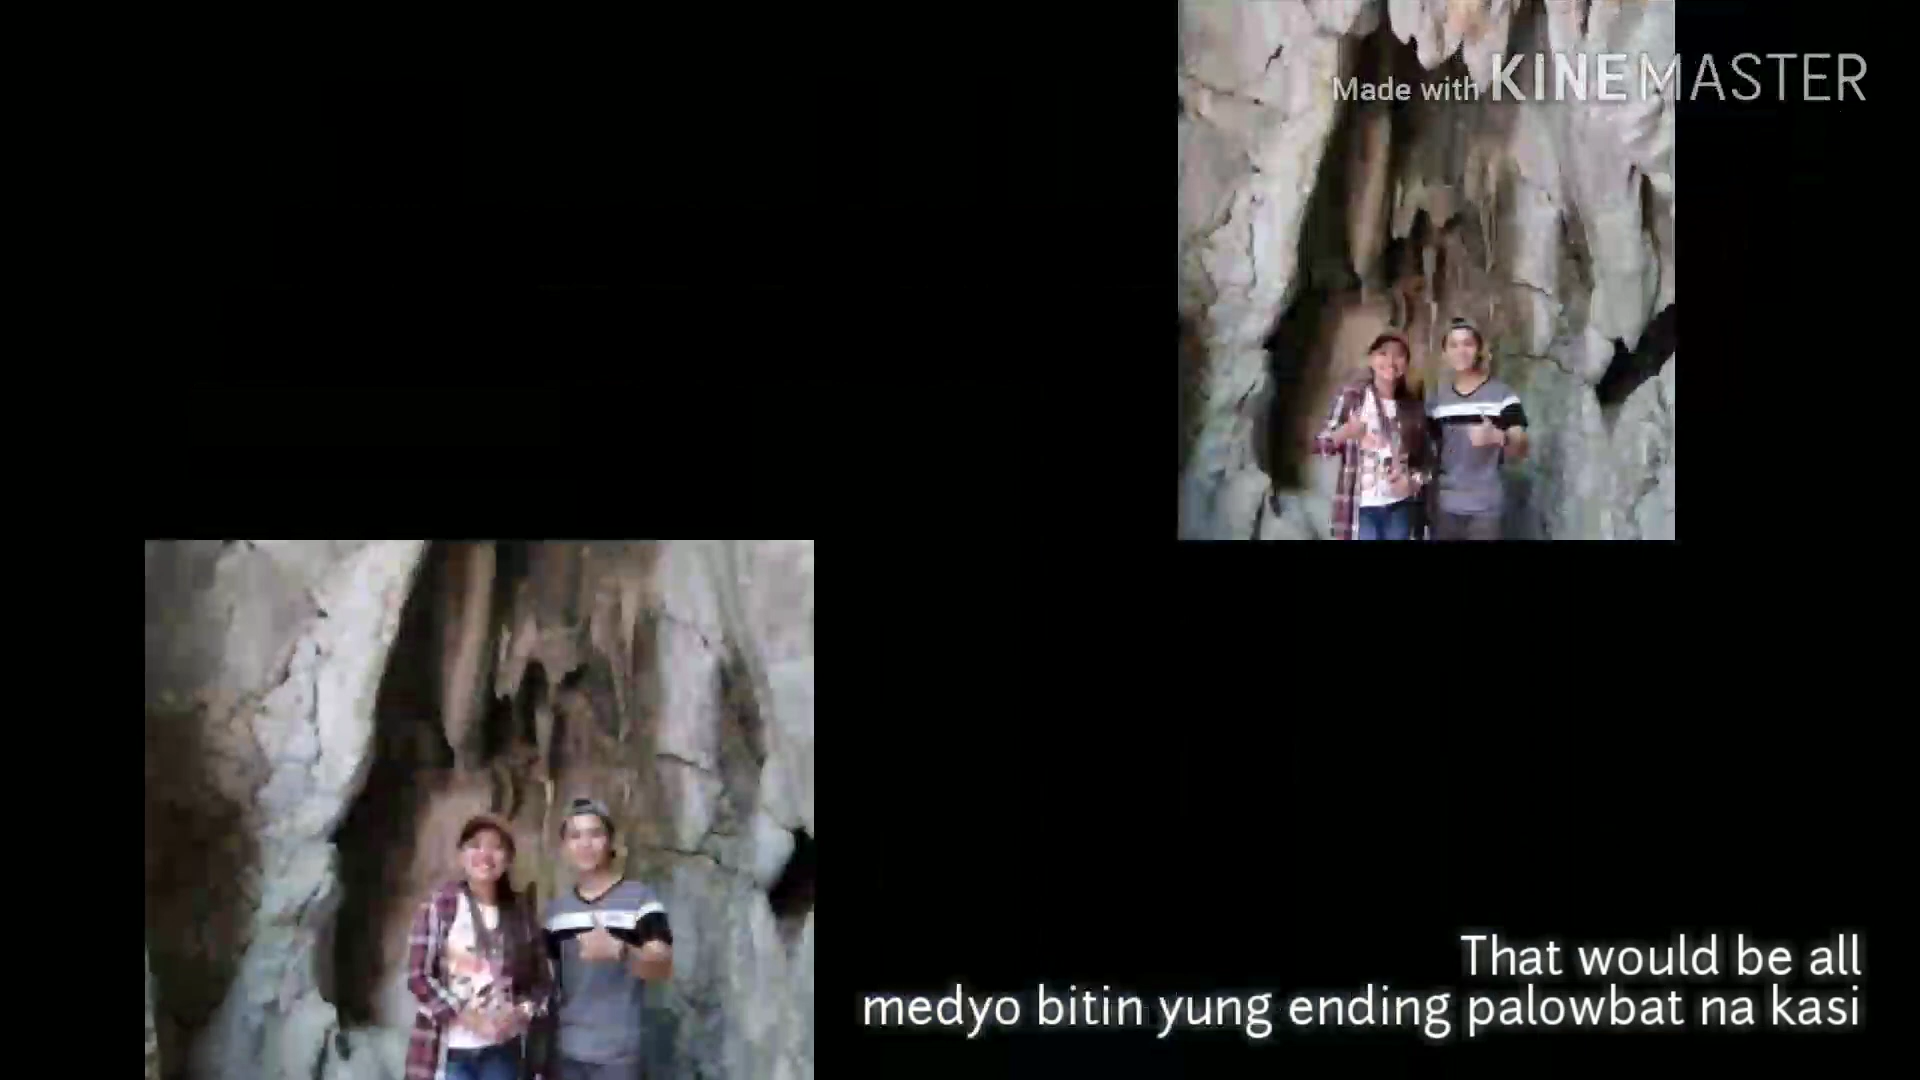 Made with KINEMASTER
That would be all
medyo bitin yung ending palowbat na kasi